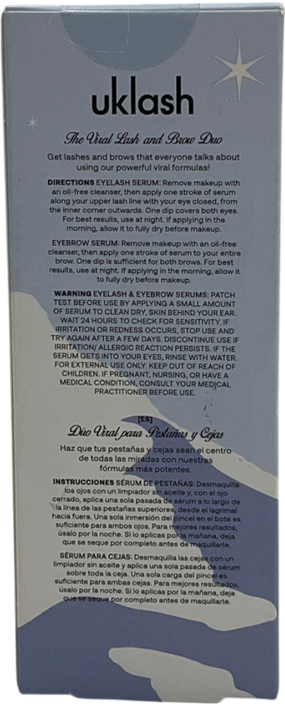 uklash
The Viral Lash and Brow Duo
Get lashes and brows that everyone talks about
using our powerful viral formulas!
DIRECTIONS EYELASH SERUM: Remove makeup with
an oil-free cleanser, then apply one stroke of serum
along your upper lash line with your eye closed, from
the inner corner outwards. One dip covers both eyes.
For best results, use at night. If applying in the
morning, allow it to fully dry before makeup.
EYEBROW SERUM: Remove makeup with an oil-free
cleanser, then apply one stroke of serum to your entire
brow. One dip is sufficient for both brows. For best
results, use at night. If applying in the morning, allow it
to fully dry before makeup.
WARNING EYELASH & EYEBROW SERUMS: PATCH
TEST BEFORE USE BY APPLYING A SMALL AMOUNT
OF SERUM TO CLEAN DRY, SKIN BEHIND YOUR EAR.
WAIT 24 HOURS TO CHECK FOR SENSITIVITY. IF
IRRITATION OR REDNESS OCCURS, STOP USE AND
TRY AGAIN AFTER A FEW DAYS. DISCONTINUE USE IF
IRRITATION/ ALLERGIC REACTION PERSISTS. IF THE
SERUM GETS INTO YOUR EYES, RINSE WITH WATER.
FOR EXTERNAL USE ONLY. KEEP OUT OF REACH OF
CHILDREN. IF PREGNANT, NURSING, OR HAVE A
MEDICAL CONDITION, CONSULT YOUR MEDICAL
PRACTITIONER BEFORE USE.
[ES]
Dúo Viral para Pestañas y Cejas
Haz que tus pestañas y cejas sean el centro
de todas las miradas con nuestras
fórmulas más potentes.
INSTRUCCIONES SÉRUM DE PESTAÑAS: Desmaquilla
los ojos con un limpiador sin aceite y, con el ojo
cerrado, aplica una sola pasada de sérum a lo largo de
la línea de las pestañas superiores, desde el lagrimal
hacia fuera. Una sola inmersión del pincel en el bote es
suficiente para ambos ojos. Para mejores resultados,
úsalo por la noche. Si lo aplicas por la mañana, deja
que se seque por completo antes de maquillarte.
SÉRUM PARA CEJAS: Desmaquilla las cejas con un
limpiador sin aceite y aplica una sola pasada de sérum
sobre toda la ceja. Una sola carga del pincel es
suficiente para ambas cejas. Para mejores resultados,
úsalo por la noche. Si lo aplicas por la mañana, deja
que se seque por completo antes de maquillarte.